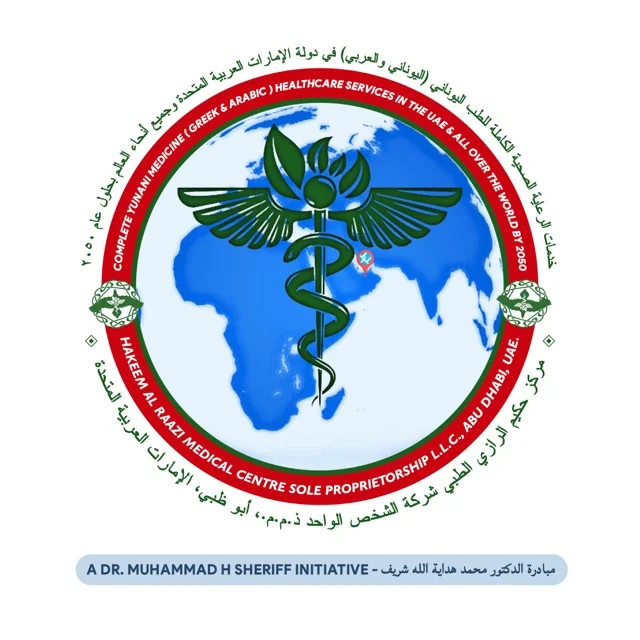 خدمات الرعاية الصحية الكاملة للطب اليوناني (اليوناني والعربي) في دولة الإمارات العربية المتحدة وجميع أنحاء العالم بحلول عام ٢٠٥٠
COMPLETE YUNANI MEDICINE ( GREEK & ARABIC ) HEALTHCARE SERVICES IN THE UAE & ALL OVER THE WORLD BY 2050
HAKEEM AL RAAZI MEDICAL CENTRE SOLE PROPRIETORSHIP L.L.C., ABU DHABI, UAE.
مركز حكيم الرازي الطبي شركة الشخص الواحد ذ.م.م.، أبو ظبي، الإمارات العربية المتحدة
A DR. MUHAMMAD H SHERIFF INITIATIVE - مبادرة الدكتور محمد هداية الله شريف